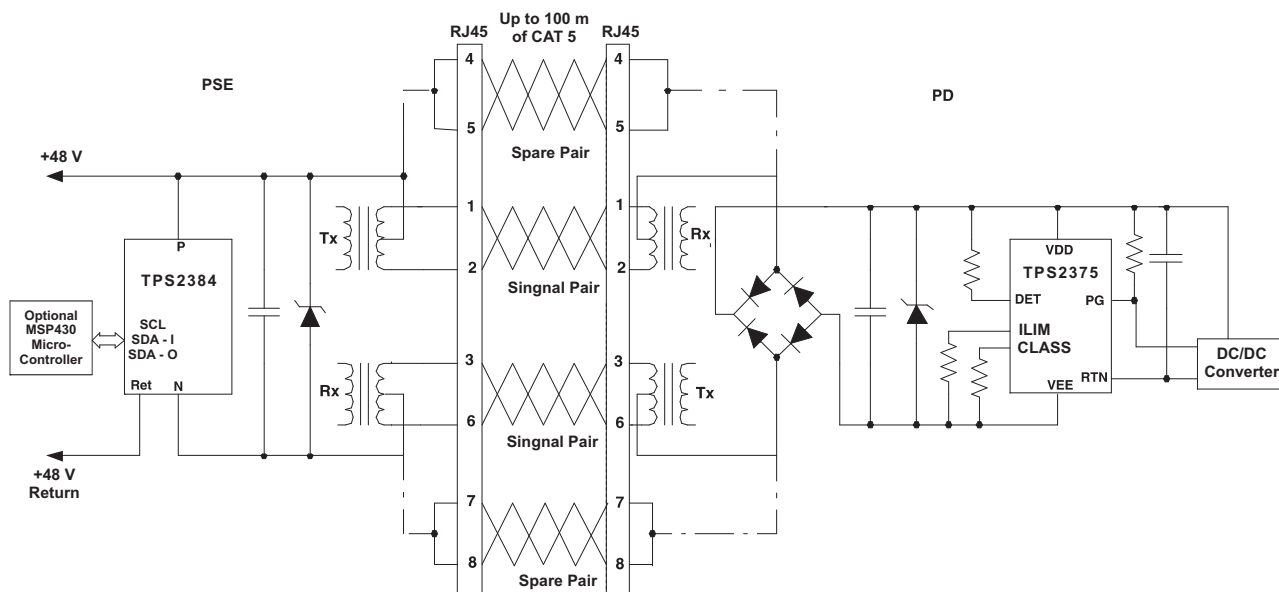 Up to 100 m
of CAT 5
RJ45
RJ45
PSE
PD
4
5
4
5
Spare Pair
+48 V
1
2
1
2
Tx
Rx
Singnal Pair
P
TPS2384
SCL
SDA - I
SDA - O
Ret
N
Optional
MSP430
Micro-
Controller
VDD
TPS2375
DET
PG
ILIM
CLASS
RTN
VEE
DC/DC
Converter
3
6
3
6
Rx
Tx
Singnal Pair
+48 V
Return
7
8
7
8
Spare Pair